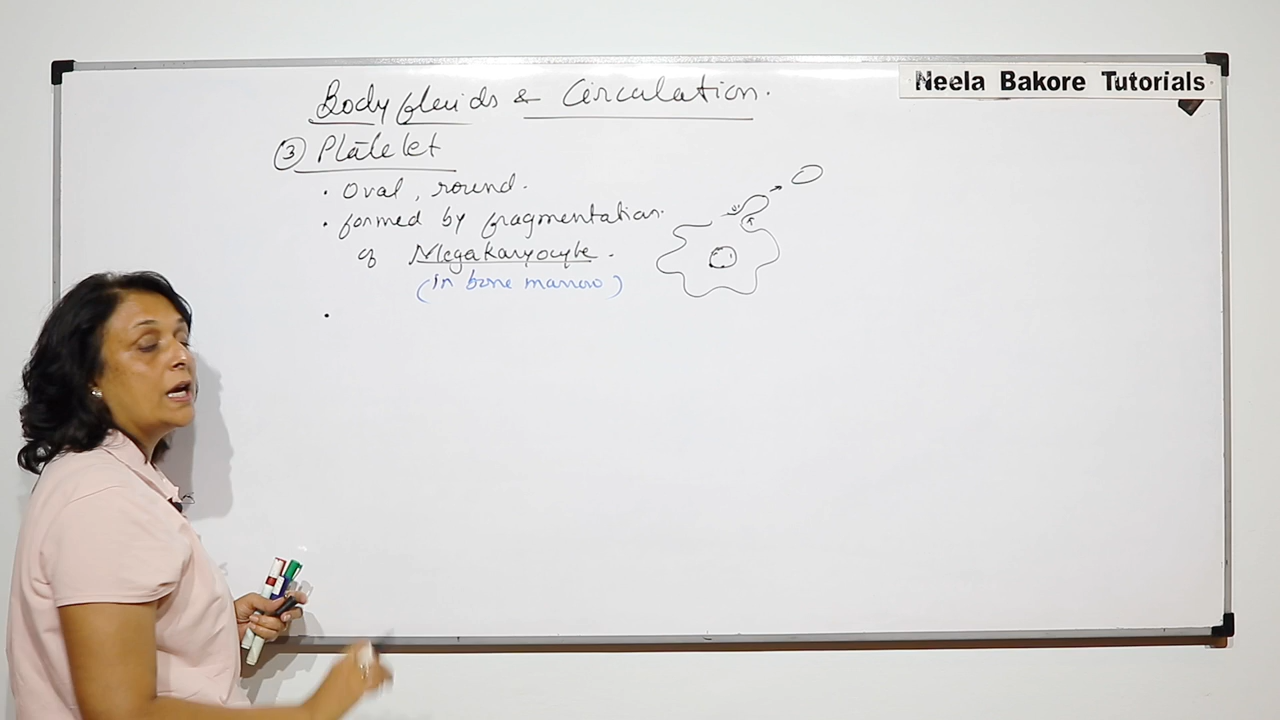 Neela Bakore Tutorials
Body fluids & Circulation.
③ Platelet
• Oval, round.
• formed by fragmentation
of Megakaryocyte.
(in bone marrow)
•